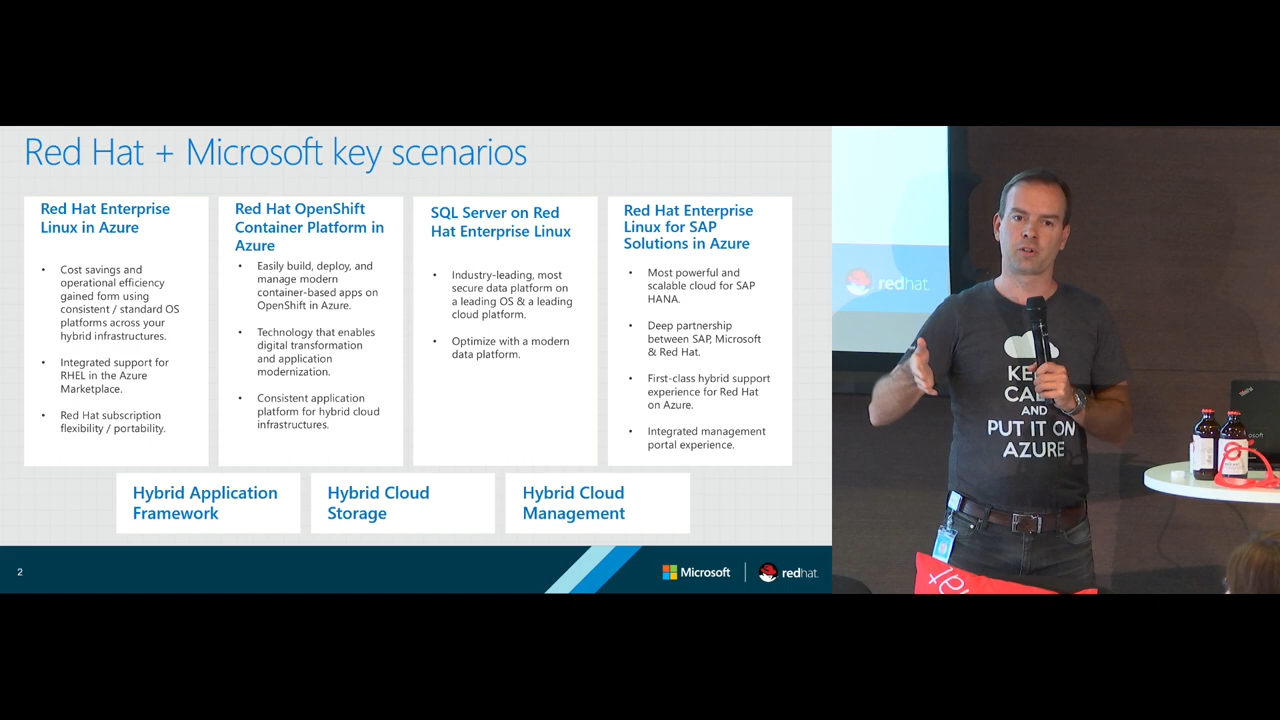 Red Hat + Microsoft key scenarios
Red Hat Enterprise
Linux in Azure
• Cost savings and
operational efficiency
gained form using
consistent / standard OS
platforms across your
hybrid infrastructures.
• Integrated support for
RHEL in the Azure
Marketplace.
• Red Hat subscription
flexibility / portability.
Red Hat OpenShift
Container Platform in
Azure
• Easily build, deploy, and
manage modern
container-based apps on
OpenShift in Azure.
• Technology that enables
digital transformation
and application
modernization.
• Consistent application
platform for hybrid cloud
infrastructures.
SQL Server on Red
Hat Enterprise Linux
• Industry-leading, most
secure data platform on
a leading OS & a leading
cloud platform.
• Optimize with a modern
data platform.
Red Hat Enterprise
Linux for SAP
Solutions in Azure
• Most powerful and
scalable cloud for SAP
HANA.
• Deep partnership
between SAP, Microsoft
& Red Hat.
• First-class hybrid support
experience for Red Hat
on Azure.
• Integrated management
portal experience.
Hybrid Application
Framework
Hybrid Cloud
Storage
Hybrid Cloud
Management
2
Microsoft
redhat.
redhat.
AND
PUT IT ON
AZURE